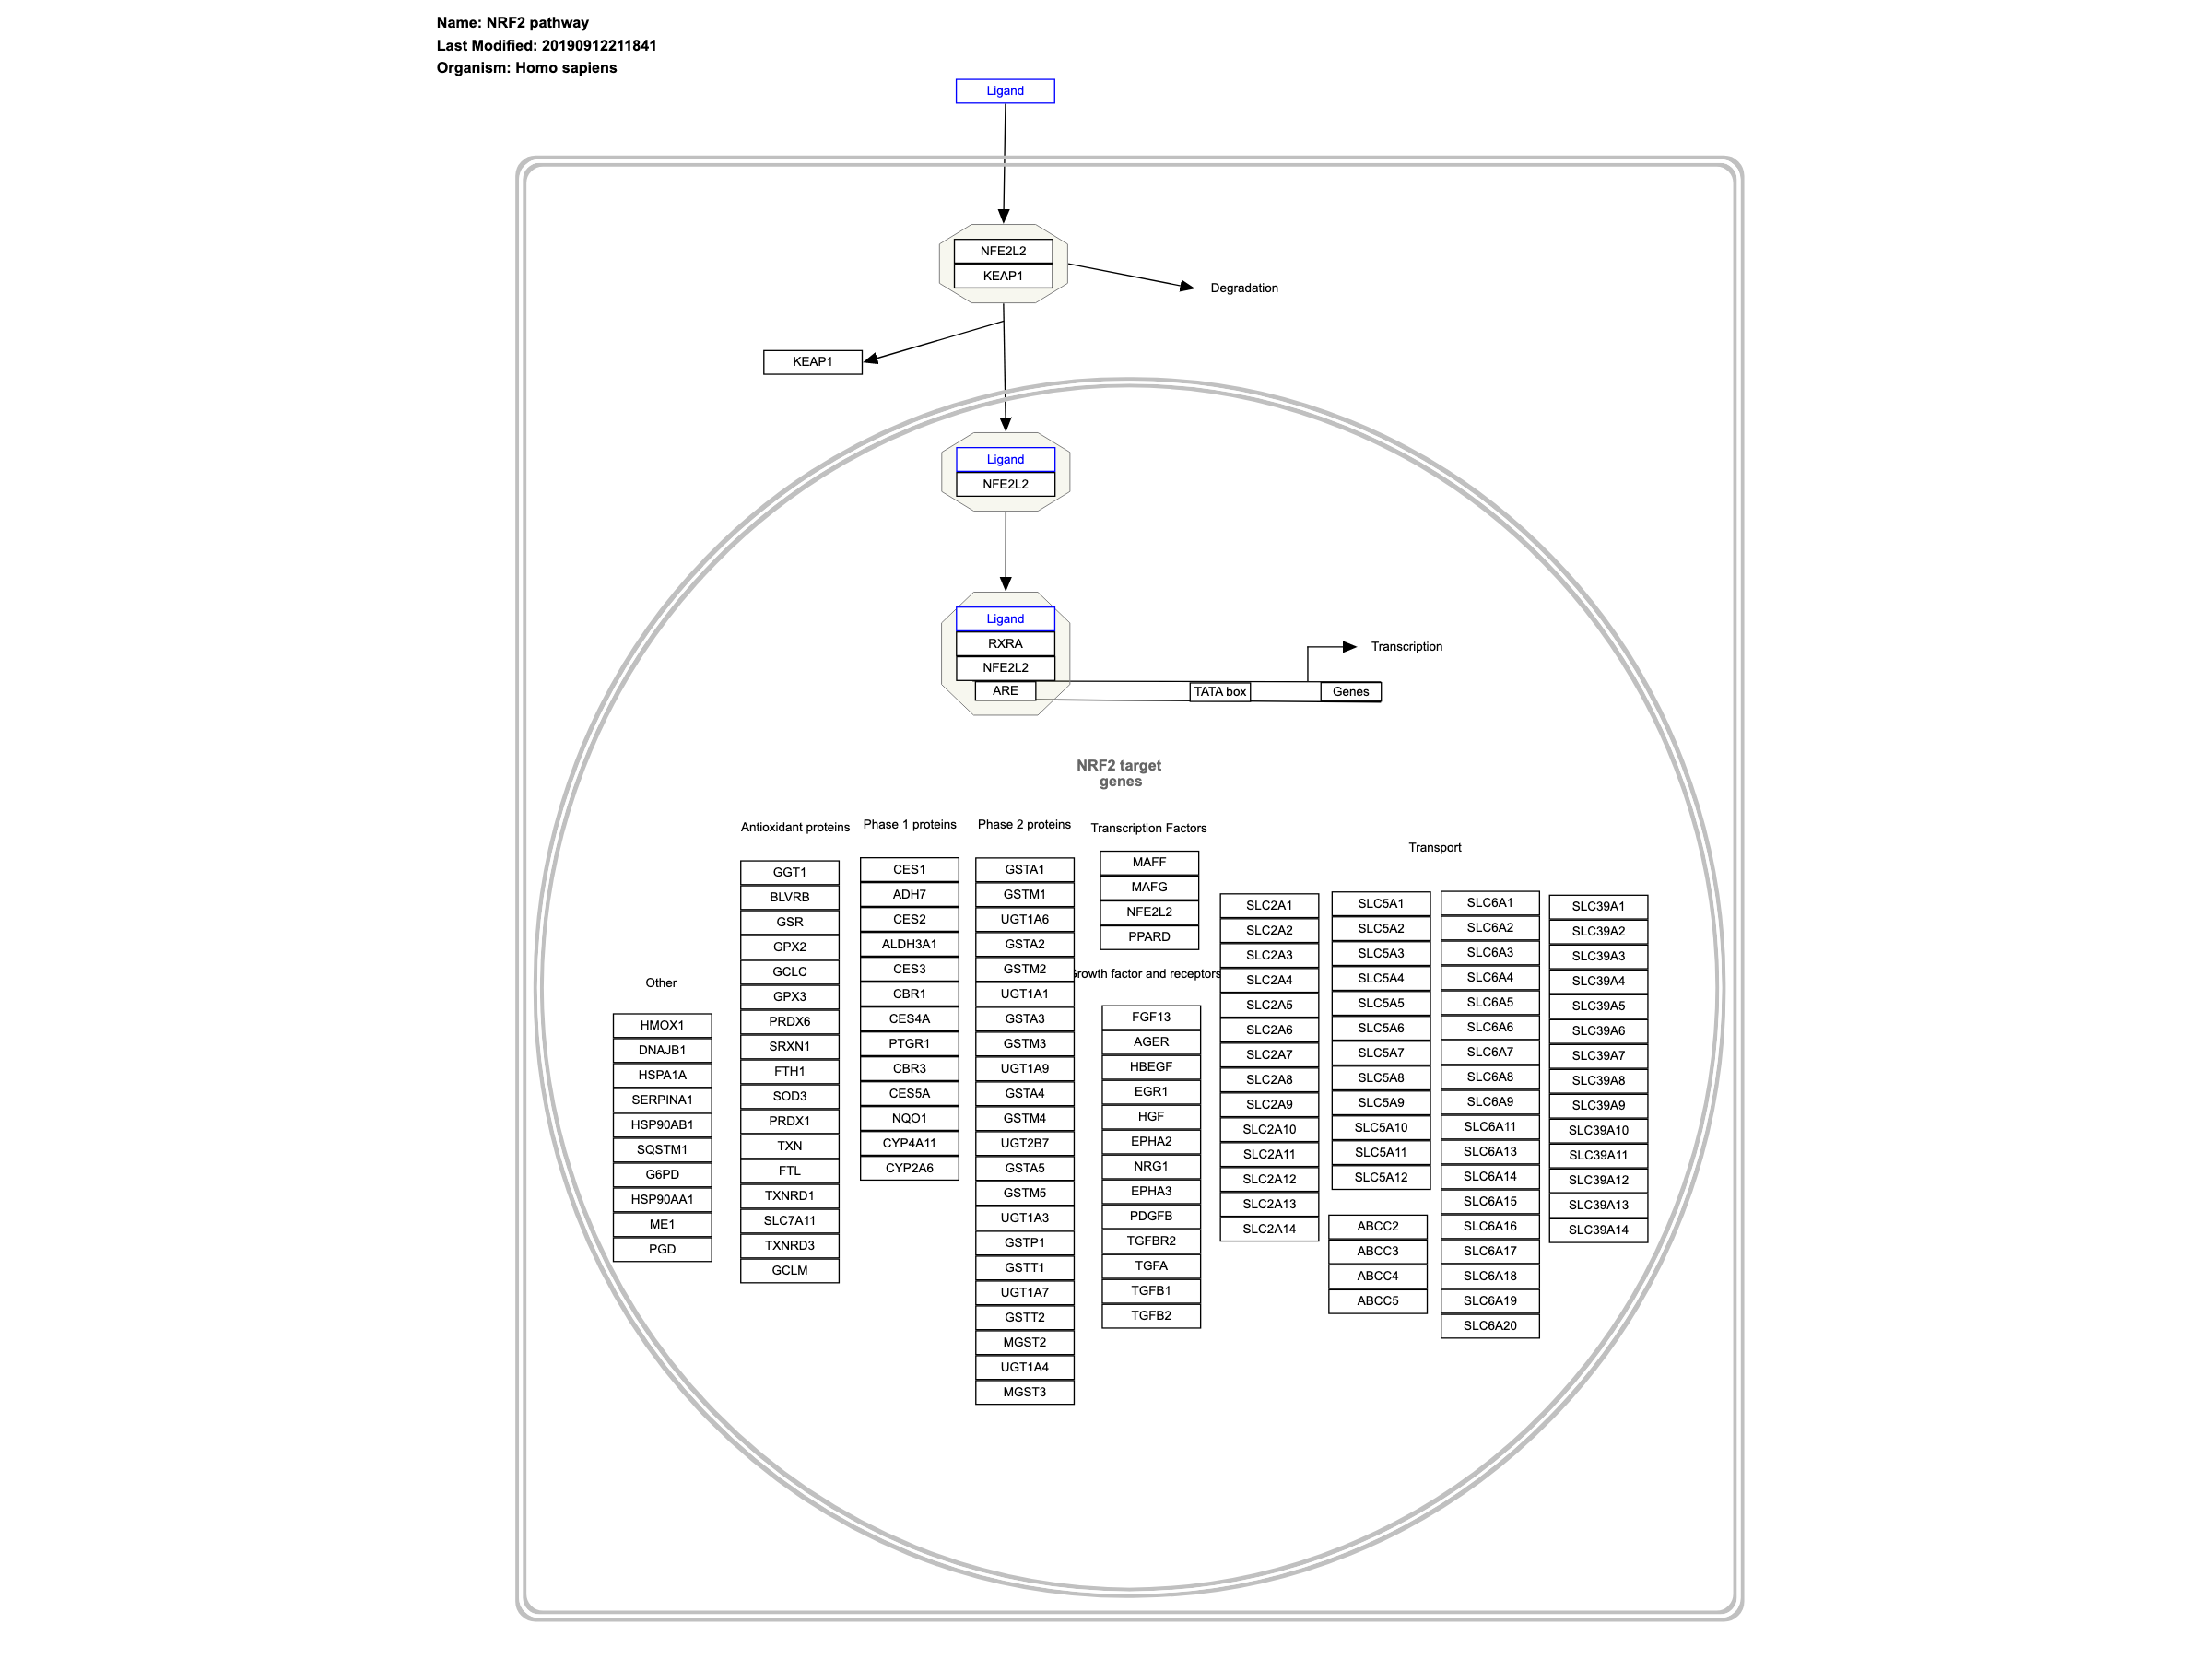 Name: NRF2 pathway
Last Modified: 20190912211841
Organism: Homo sapiens
Ligand
NFE2L2
KEAP1
Degradation
KEAP1
Ligand
NFE2L2
Ligand
RXRA
NFE2L2
ARE
TATA box
Genes
Transcription
NRF2 target
genes
Other
HMOX1
DNAJB1
HSPA1A
SERPINA1
HSP90AB1
SQSTM1
G6PD
HSP90AA1
ME1
PGD
Antioxidant proteins
GGT1
BLVRB
GSR
GPX2
GCLC
GPX3
PRDX6
SRXN1
FTH1
SOD3
PRDX1
TXN
FTL
TXNRD1
SLC7A11
TXNRD3
GCLM
Phase 1 proteins
CES1
ADH7
CES2
ALDH3A1
CES3
CBR1
CES4A
PTGR1
CBR3
CES5A
NQO1
CYP4A11
CYP2A6
Phase 2 proteins
GSTA1
GSTM1
UGT1A6
GSTA2
GSTM2
UGT1A1
GSTA3
GSTM3
UGT1A9
GSTA4
GSTM4
UGT2B7
GSTA5
GSTM5
UGT1A3
GSTP1
GSTT1
UGT1A7
GSTT2
MGST2
UGT1A4
MGST3
Transcription Factors
MAFF
MAFG
NFE2L2
PPARD
Growth factor and receptors
FGF13
AGER
HBEGF
EGR1
HGF
EPHA2
NRG1
EPHA3
PDGFB
TGFBR2
TGFA
TGFB1
TGFB2
Transport
SLC2A1
SLC2A2
SLC2A3
SLC2A4
SLC2A5
SLC2A6
SLC2A7
SLC2A8
SLC2A9
SLC2A10
SLC2A11
SLC2A12
SLC2A13
SLC2A14
SLC5A1
SLC5A2
SLC5A3
SLC5A4
SLC5A5
SLC5A6
SLC5A7
SLC5A8
SLC5A9
SLC5A10
SLC5A11
SLC5A12
ABCC2
ABCC3
ABCC4
ABCC5
SLC6A1
SLC6A2
SLC6A3
SLC6A4
SLC6A5
SLC6A6
SLC6A7
SLC6A8
SLC6A9
SLC6A11
SLC6A13
SLC6A14
SLC6A15
SLC6A16
SLC6A17
SLC6A18
SLC6A19
SLC6A20
SLC39A1
SLC39A2
SLC39A3
SLC39A4
SLC39A5
SLC39A6
SLC39A7
SLC39A8
SLC39A9
SLC39A10
SLC39A11
SLC39A12
SLC39A13
SLC39A14